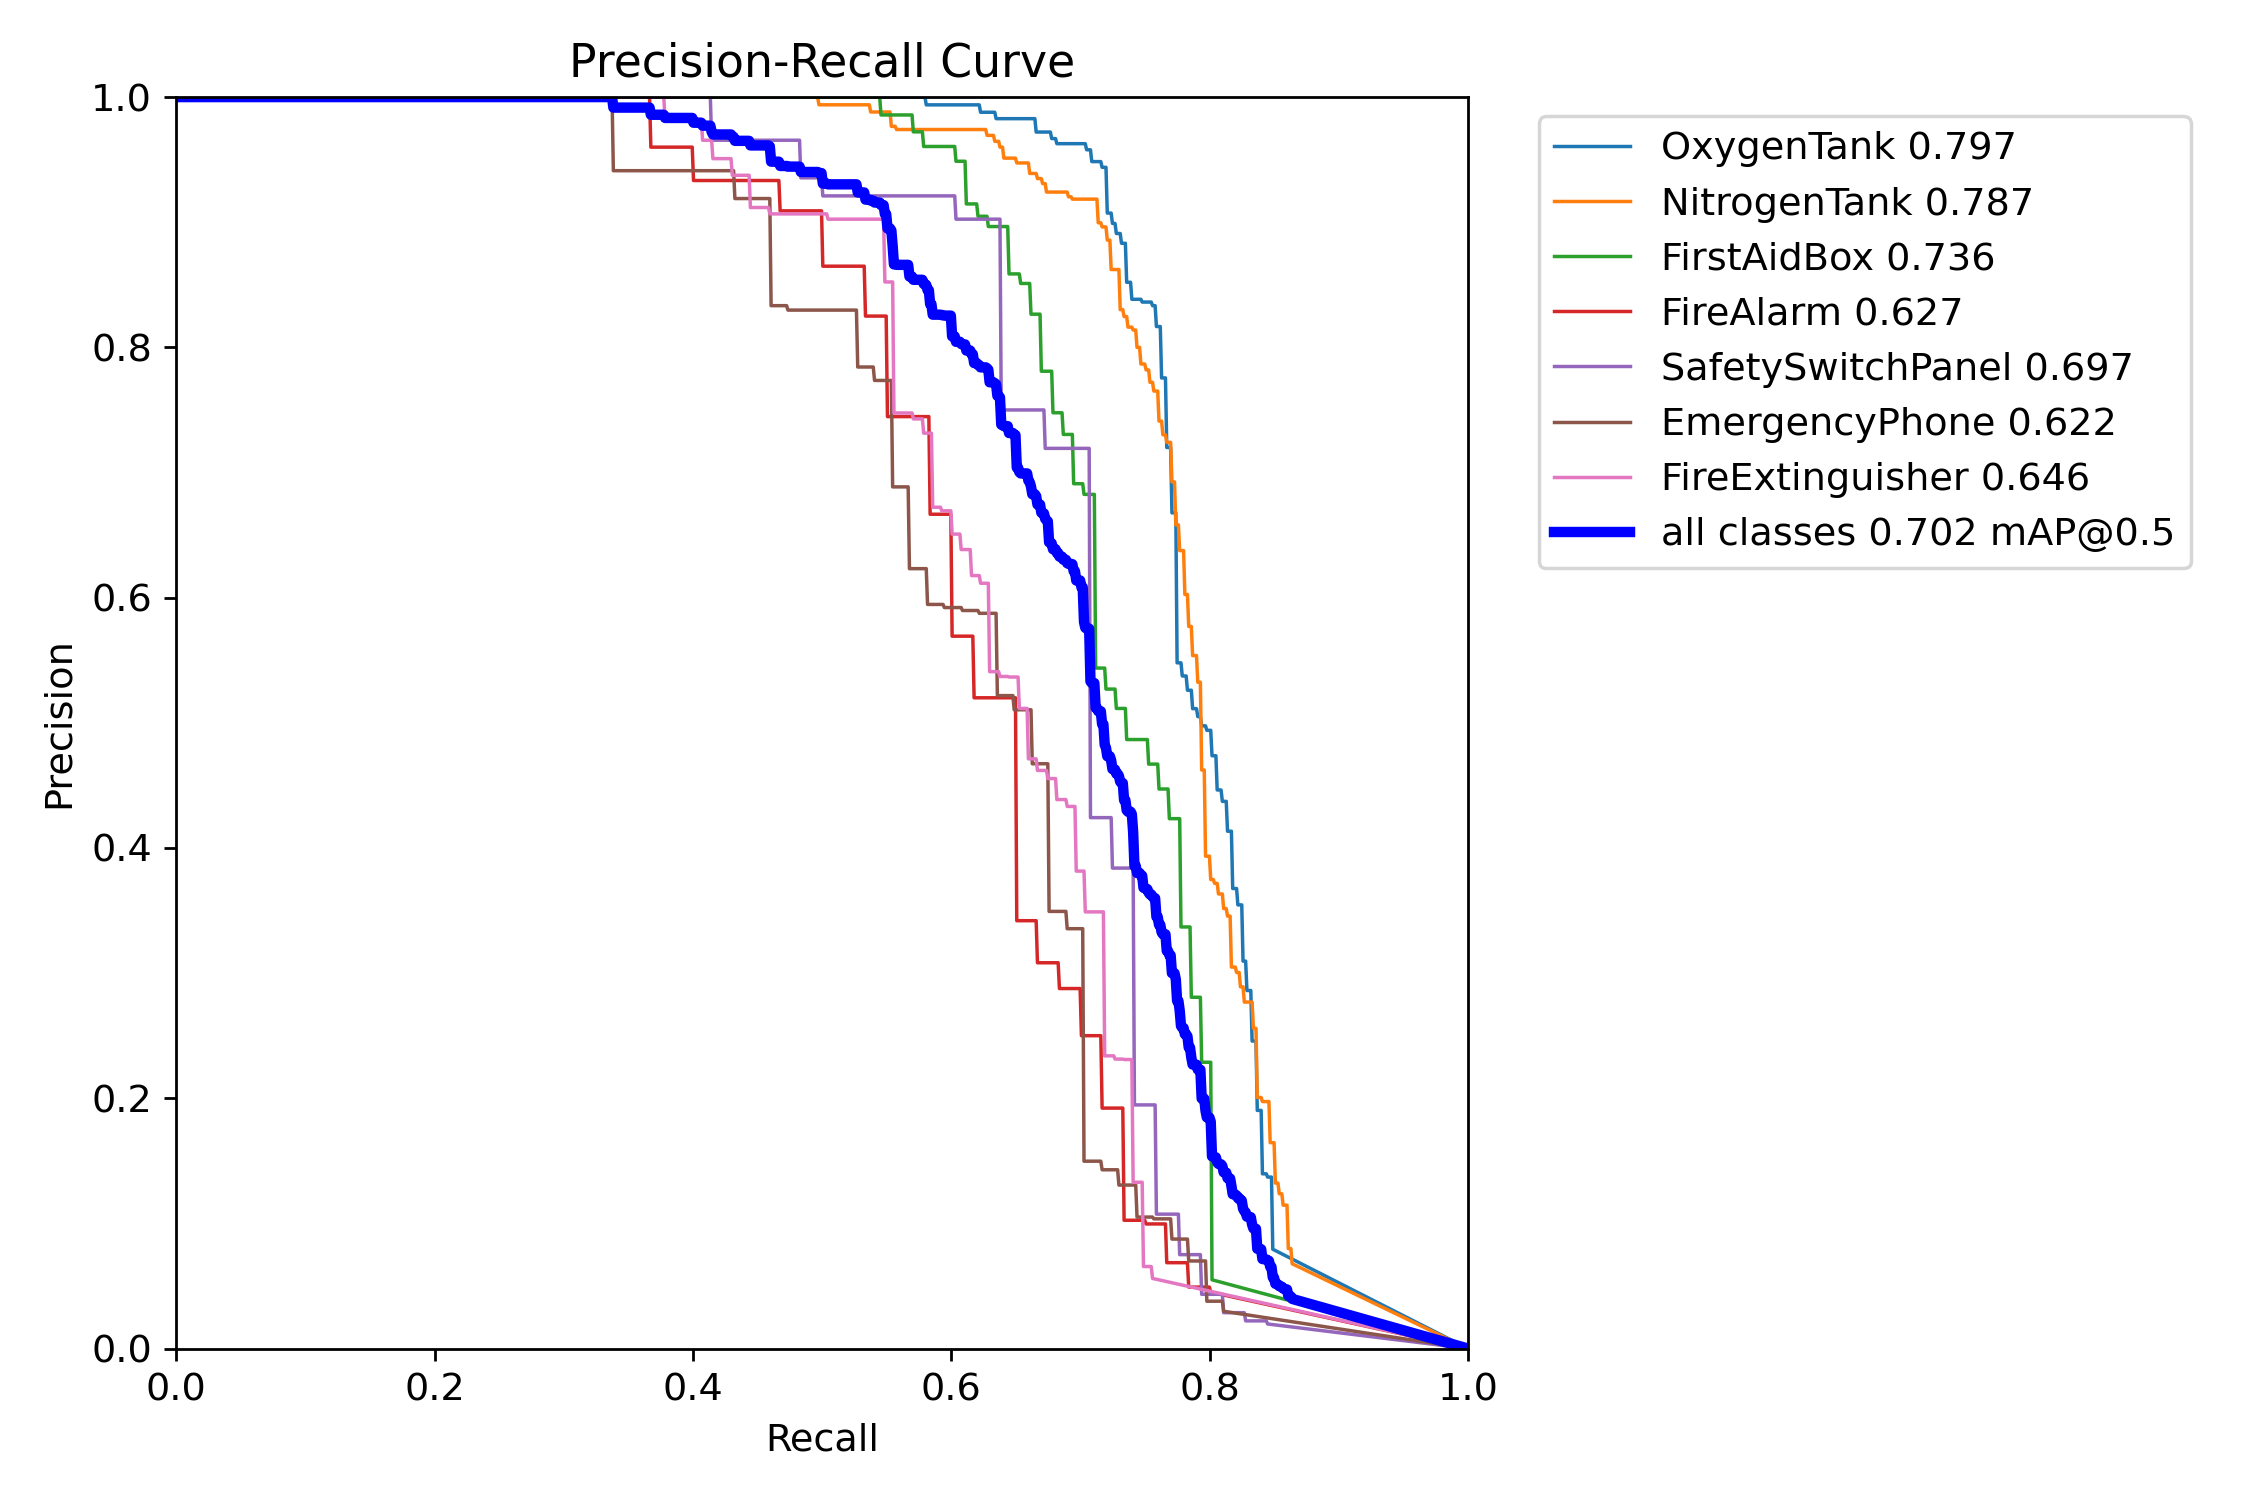 Precision-Recall Curve
1.0
0.8
0.6
0.4
0.2
0.0
Precision
0.0 0.2 0.4 0.6 0.8 1.0
Recall
OxygenTank 0.797
NitrogenTank 0.787
FirstAidBox 0.736
FireAlarm 0.627
SafetySwitchPanel 0.697
EmergencyPhone 0.622
FireExtinguisher 0.646
all classes 0.702 mAP@0.5